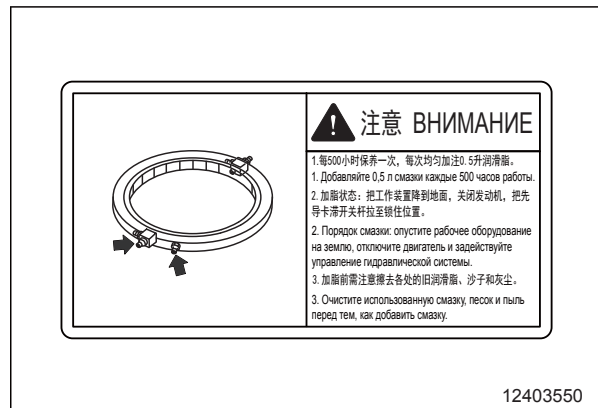 注意 ВНИМАНИЕ
1.每500小时保养一次，每次均匀加注0.5升润滑脂。
1. Добавляйте 0,5 л смазки каждые 500 часов работы.
2. 加脂状态：把工作装置降到地面，关闭发动机，把先
导卡滞开关杆拉至锁住位置。
2. Порядок смазки: опустите рабочее оборудование
на землю, отключите двигатель и задействуйте
управление гидравлической системы.
3. 加脂前需注意擦去各处的旧润滑脂、沙子和灰尘。
3. Очистите использованную смазку, песок и пыль
перед тем, как добавить смазку.
12403550